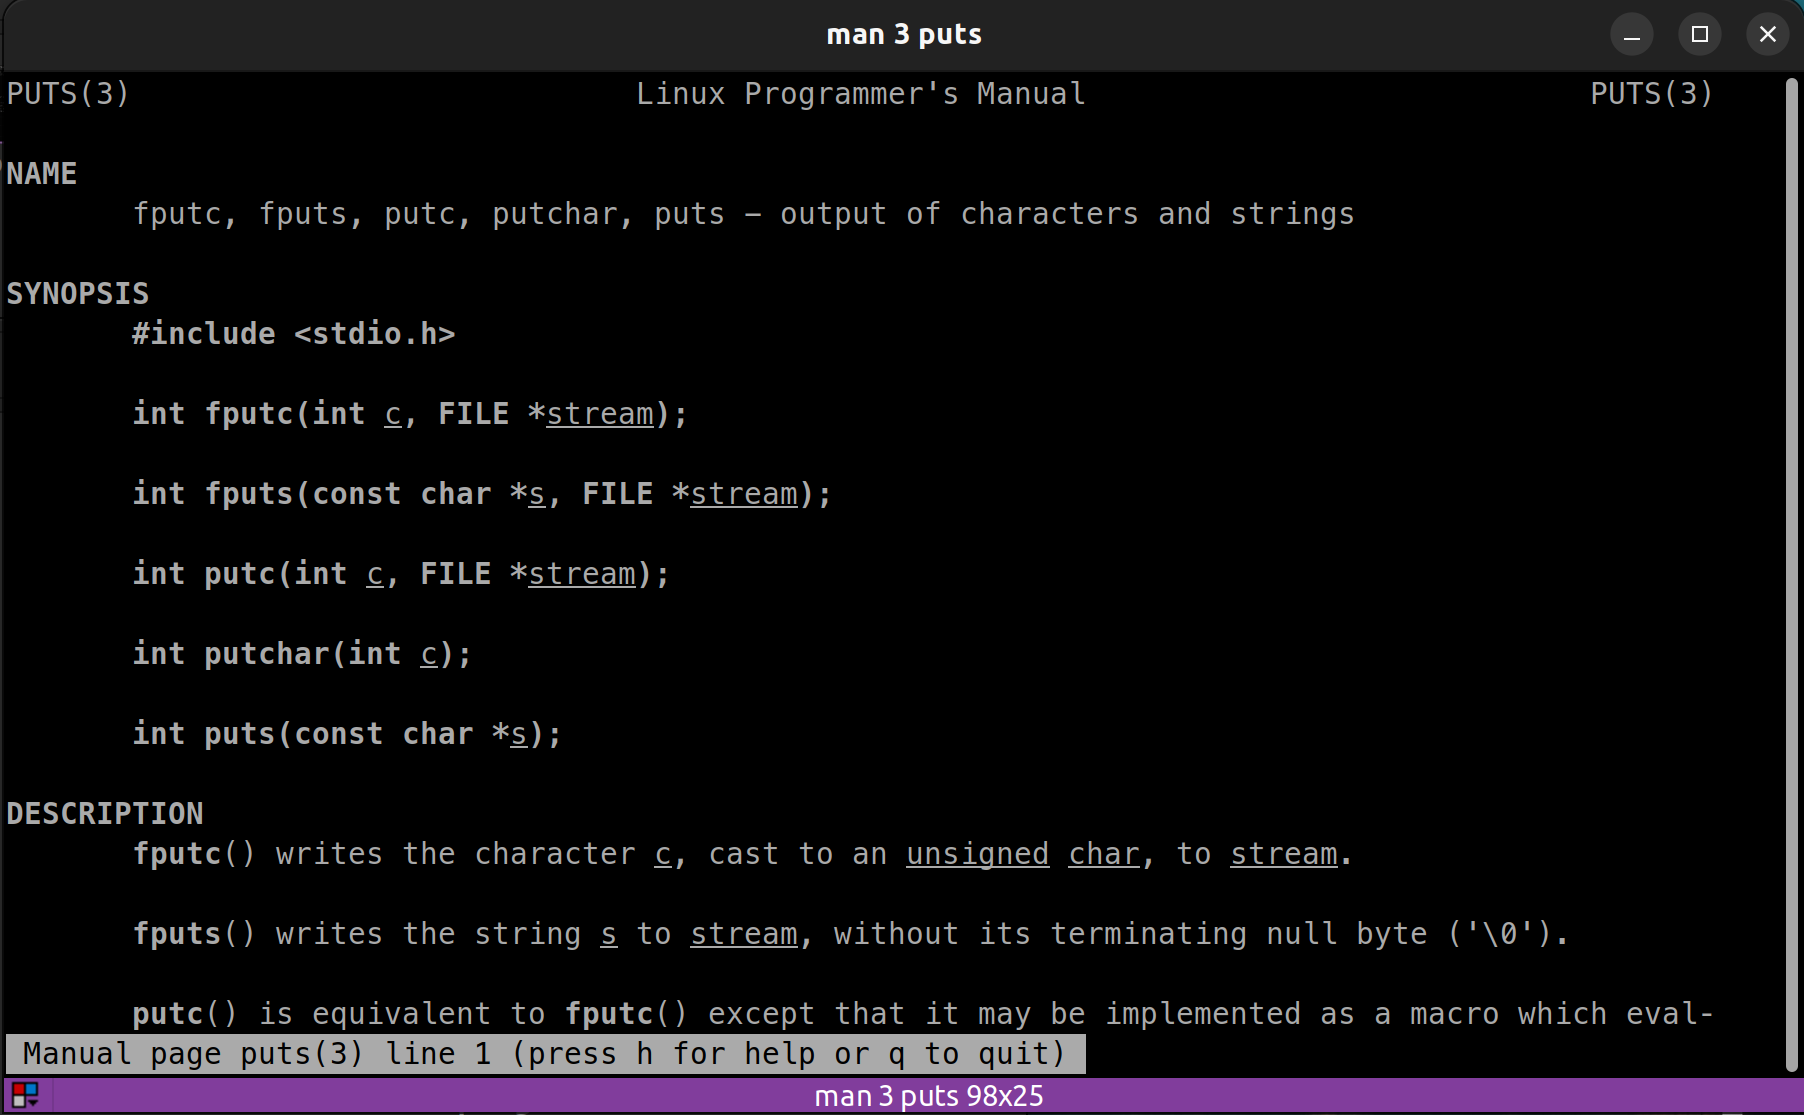 man 3 puts
PUTS(3) Linux Programmer's Manual PUTS(3)
NAME
fputc, fputs, putc, putchar, puts − output of characters and strings
SYNOPSIS
#include <stdio.h>
int fputc(int c, FILE *stream);
int fputs(const char *s, FILE *stream);
int putc(int c, FILE *stream);
int putchar(int c);
int puts(const char *s);
DESCRIPTION
fputc() writes the character c, cast to an unsigned char, to stream.
fputs() writes the string s to stream, without its terminating null byte ('\0').
putc() is equivalent to fputc() except that it may be implemented as a macro which eval-
Manual page puts(3) line 1 (press h for help or q to quit)
man 3 puts 98x25